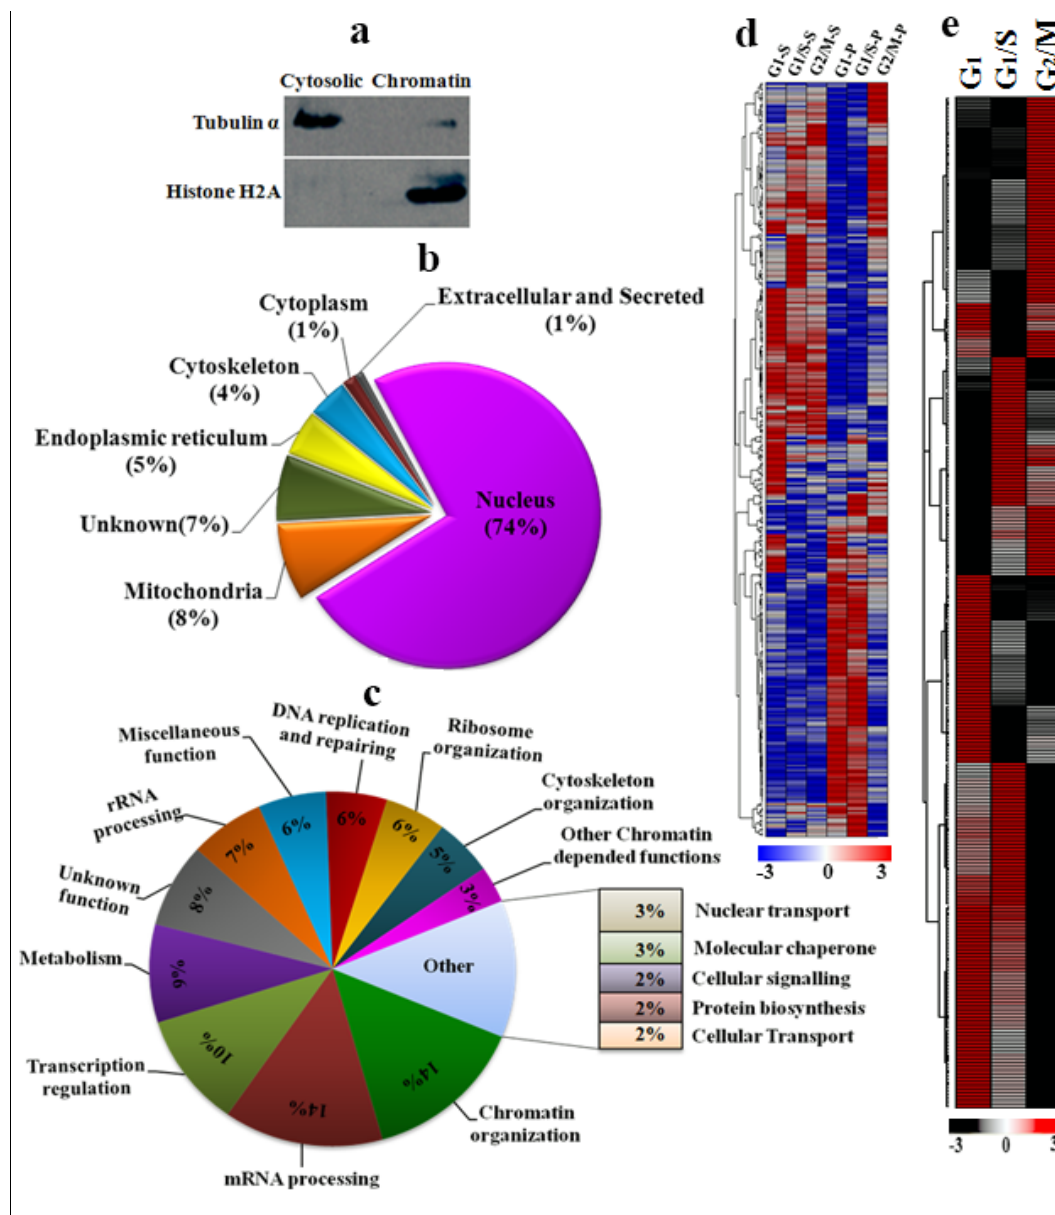 a
Cytosolic Chromatin
Tubulin α
Histone H2A
b
Cytoplasm
(1%)
Extracellular and Secreted
(1%)
Cytoskeleton
(4%)
Endoplasmic reticulum
(5%)
Unknown(7%)
Mitochondria
(8%)
Nucleus
(74%)
c
Miscellaneous
function
DNA replication
and repairing
Ribosome
organization
Cytoskeleton
organization
Other Chromatin
depended functions
rRNA
processing
Unknown
function
Metabolism
Transcription
regulation
mRNA processing
Chromatin
organization
Other
6%
6%
6%
5%
3%
7%
8%
9%
10%
14%
14%
3% Nuclear transport
3% Molecular chaperone
2% Cellular signalling
2% Protein biosynthesis
2% Cellular Transport
d
G1-S
G1/S-S
G2/M-S
G1-P
G1/S-P
G2/M-P
-3 0 3
e
G1
G1/S
G2/M
-3 0 3